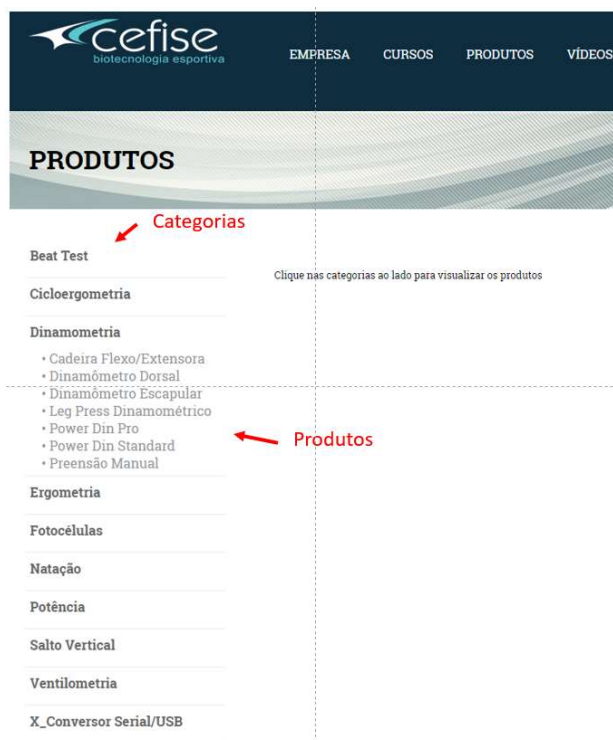 cefise
biotecnologia esportiva
EMPRESA CURSOS PRODUTOS VÍDEOS
PRODUTOS
Categorias
Beat Test
Clique nas categorias ao lado para visualizar os produtos
Cicloergometria
Dinamometria
• Cadeira Flexo/Extensora
• Dinamômetro Dorsal
• Dinamômetro Escapular
• Leg Press Dinamométrico
• Power Din Pro
• Power Din Standard
• Preensão Manual
Produtos
Ergometria
Fotocélulas
Natação
Potência
Salto Vertical
Ventilometria
X_Conversor Serial/USB